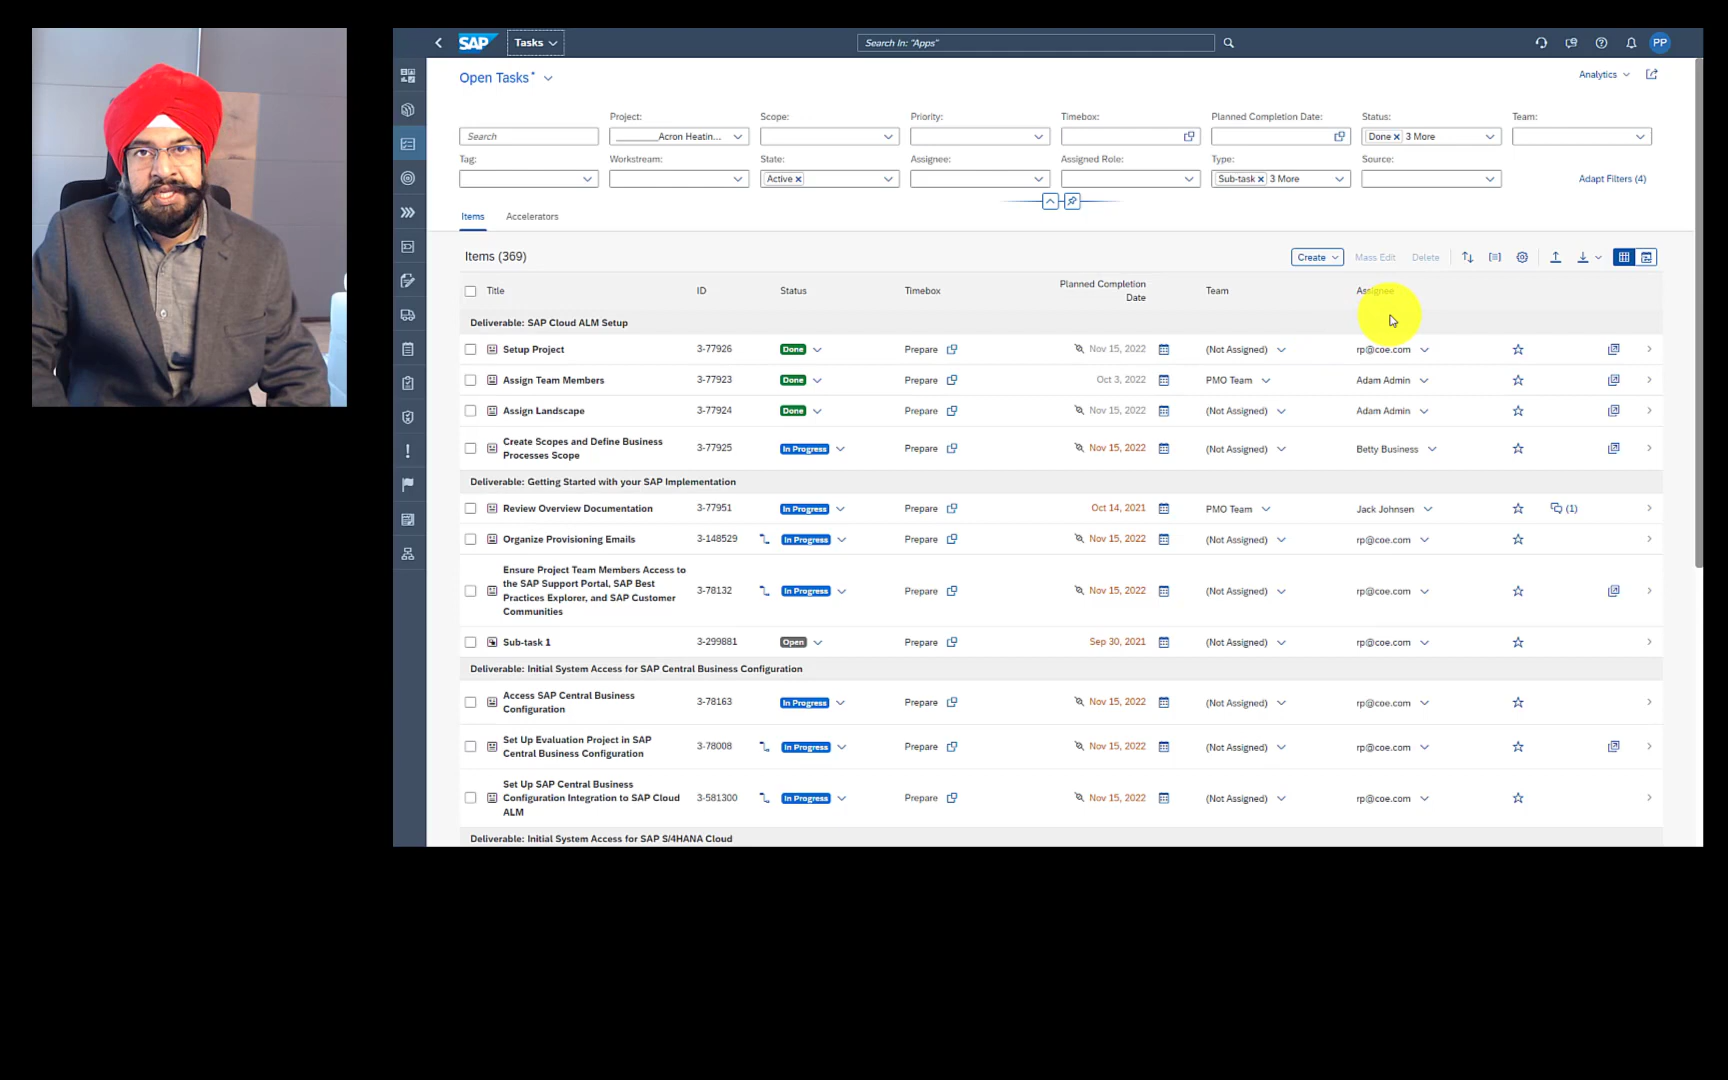 SAP Tasks Search In: "Apps" PP
Open Tasks* Analytics
Project: Scope: Priority: Timebox: Planned Completion Date: Status: Team:
Search ________Acron Heatin... Done 3 More
Tag: Workstream: State: Assignee: Assigned Role: Type: Source:
Active Sub-task 3 More Adapt Filters (4)
Items Accelerators
Items (369) Create Mass Edit Delete
Title ID Status Timebox Planned Completion Date Team Assignee
Deliverable: SAP Cloud ALM Setup
Setup Project 3-77926 Done Prepare Nov 15, 2022 (Not Assigned) rp@coe.com
Assign Team Members 3-77923 Done Prepare Oct 3, 2022 PMO Team Adam Admin
Assign Landscape 3-77924 Done Prepare Nov 15, 2022 (Not Assigned) Adam Admin
Create Scopes and Define Business
Processes Scope
3-77925 In Progress Prepare Nov 15, 2022 (Not Assigned) Betty Business
Deliverable: Getting Started with your SAP Implementation
Review Overview Documentation 3-77951 In Progress Prepare Oct 14, 2021 PMO Team Jack Johnsen (1)
Organize Provisioning Emails 3-148529 In Progress Prepare Nov 15, 2022 (Not Assigned) rp@coe.com
Ensure Project Team Members Access to
the SAP Support Portal, SAP Best
Practices Explorer, and SAP Customer
Communities
3-78132 In Progress Prepare Nov 15, 2022 (Not Assigned) rp@coe.com
Sub-task 1 3-299881 Open Prepare Sep 30, 2021 (Not Assigned) rp@coe.com
Deliverable: Initial System Access for SAP Central Business Configuration
Access SAP Central Business
Configuration
3-78163 In Progress Prepare Nov 15, 2022 (Not Assigned) rp@coe.com
Set Up Evaluation Project in SAP
Central Business Configuration
3-78008 In Progress Prepare Nov 15, 2022 (Not Assigned) rp@coe.com
Set Up SAP Central Business
Configuration Integration to SAP Cloud
ALM
3-581300 In Progress Prepare Nov 15, 2022 (Not Assigned) rp@coe.com
Deliverable: Initial System Access for SAP S/4HANA Cloud